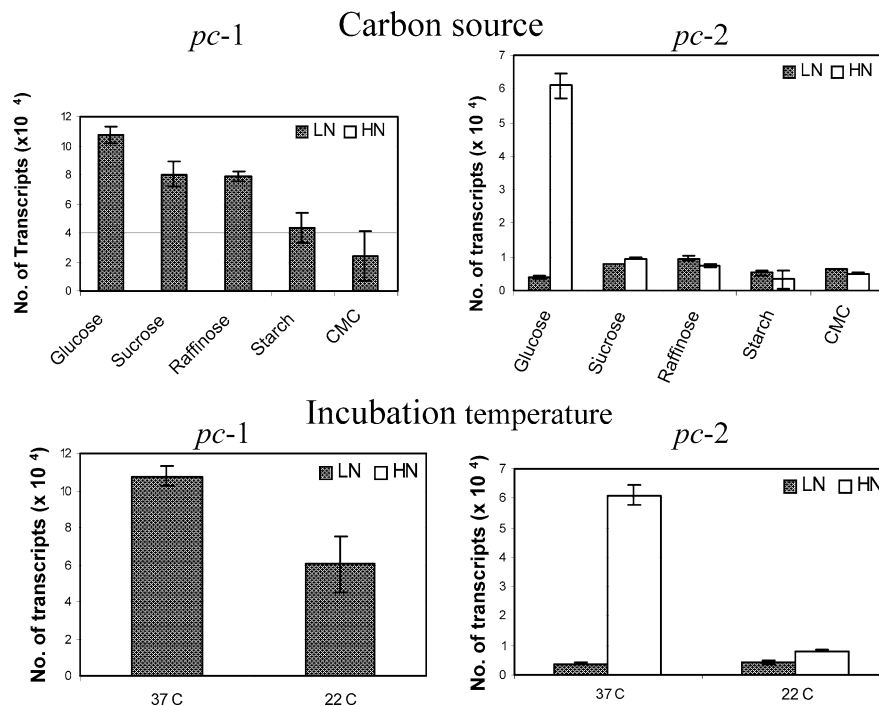 Carbon source
pc-1
No. of Transcripts (x10 4)
12
10
8
6
4
2
0
LN HN
Glucose
Sucrose
Raffinose
Starch
CMC
pc-2
No. of transcripts (x 10 4)
7
6
5
4
3
2
1
0
LN HN
Glucose
Sucrose
Raffinose
Starch
CMC
Incubation temperature
pc-1
No. of transcripts (x 10 4)
12
10
8
6
4
2
0
LN HN
37 C 22 C
pc-2
No. of transcripts (x 10 4)
7
6
5
4
3
2
1
0
LN HN
37 C 22 C